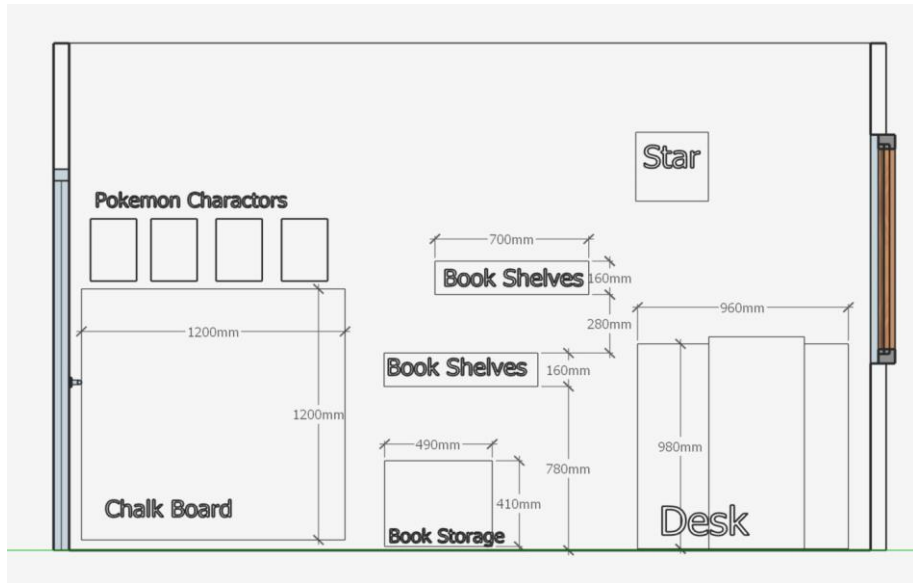 Star
Pokemon Charactors
700mm
Book Shelves
160mm
280mm
960mm
1200mm
Book Shelves
160mm
1200mm
490mm
780mm
980mm
410mm
Chalk Board
Book Storage
Desk